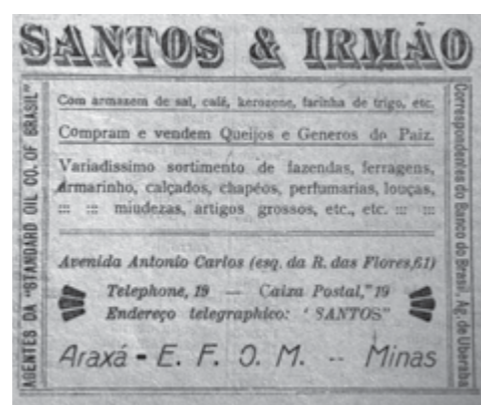 SANTOS & IRMÃO
AGENTES DA "STANDARD OIL CO. OF BRASIL"
Com armazem de sal, café, kerozene, farinha de trigo, etc.
Compram e vendem Queijos e Generos do Paiz.
Variadissimo sortimento de fazendas, ferragens,
Armarinho, calçados, chapéos, perfumarias, louças,
::: ::: miudezas, artigos grossos, etc., etc. ::: :::
Avenida Antonio Carlos (esq. da R. das Flores,61)
Telephone, 19 — Caixa Postal,"19
Endereço telegraphico: ' SANTOS"
Araxá - E. F. O. M. -- Minas
Correspondentes do Banco do Brasil, Ag. de Uberaba